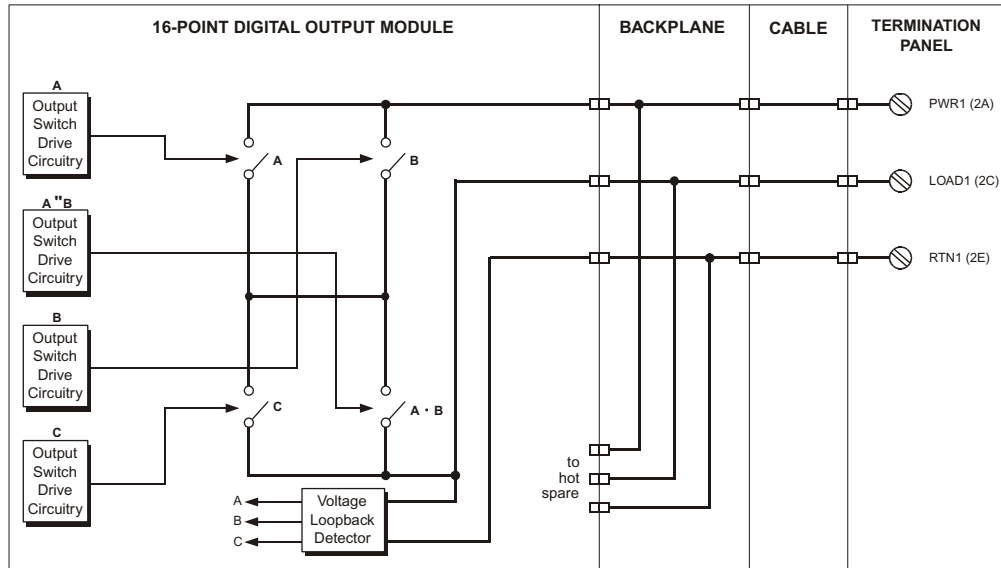 16-POINT DIGITAL OUTPUT MODULE
BACKPLANE
CABLE
TERMINATION
PANEL
A
Output
Switch
Drive
Circuitry
A "B
Output
Switch
Drive
Circuitry
B
Output
Switch
Drive
Circuitry
C
Output
Switch
Drive
Circuitry
A
B
C
A · B
PWR1 (2A)
LOAD1 (2C)
RTN1 (2E)
to
hot
spare
A
B
C
Voltage
Loopback
Detector